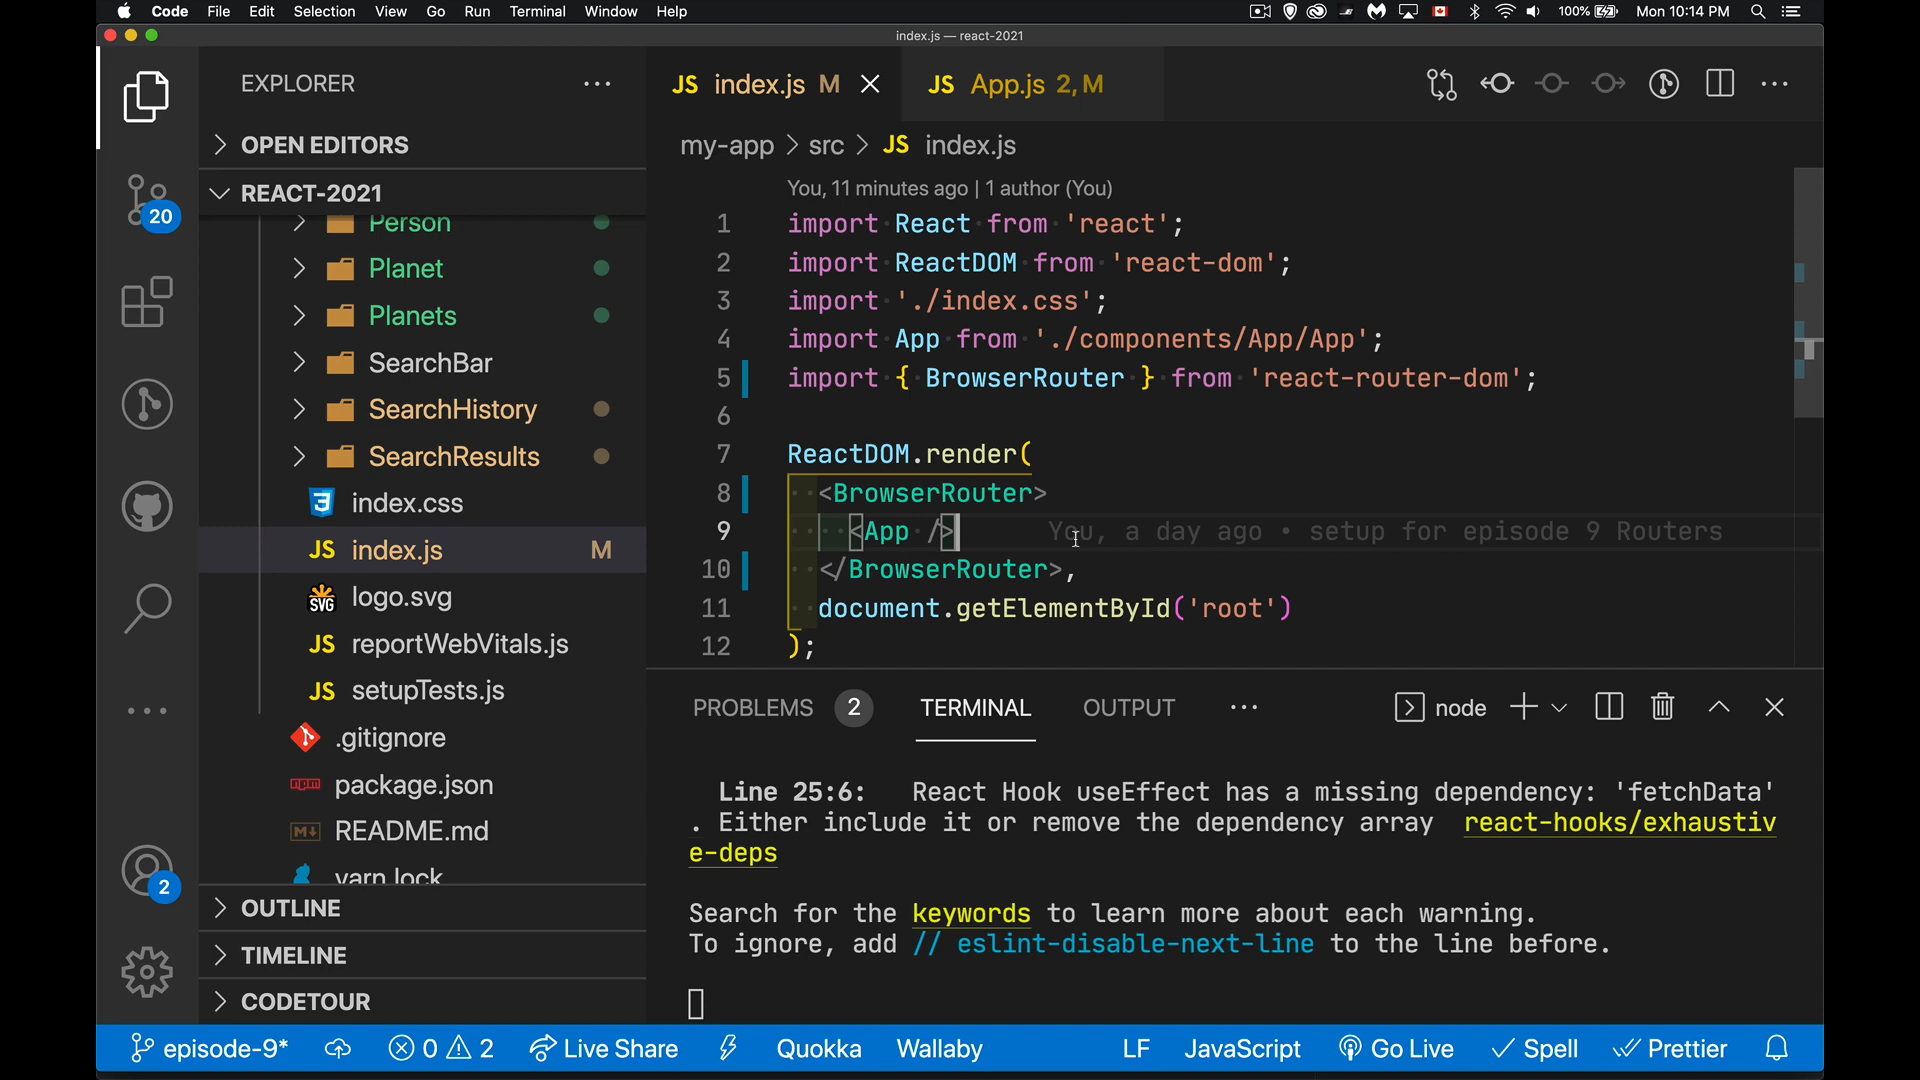 Code File Edit Selection View Go Run Terminal Window Help 100% Mon 10:14 PM
index.js — react-2021
EXPLORER
OPEN EDITORS
REACT-2021
Person
Planet
Planets
SearchBar
SearchHistory
SearchResults
index.css
JS index.js M
SVG logo.svg
JS reportWebVitals.js
JS setupTests.js
.gitignore
npm package.json
M README.md
yarn.lock
OUTLINE
TIMELINE
CODETOUR
20
2
JS index.js M JS App.js 2, M
my-app > src > JS index.js
You, 11 minutes ago | 1 author (You)
1 import React from 'react';
2 import ReactDOM from 'react-dom';
3 import './index.css';
4 import App from './components/App/App';
5 import { BrowserRouter } from 'react-router-dom';
6
7 ReactDOM.render(
8 <BrowserRouter>
9 <App /> You, a day ago • setup for episode 9 Routers
10 </BrowserRouter>,
11 document.getElementById('root')
12 );
PROBLEMS 2 TERMINAL OUTPUT node
Line 25:6: React Hook useEffect has a missing dependency: 'fetchData'
. Either include it or remove the dependency array react-hooks/exhaustiv
e-deps
Search for the keywords to learn more about each warning.
To ignore, add // eslint-disable-next-line to the line before.
episode-9* 0 2 Live Share Quokka Wallaby LF JavaScript Go Live Spell Prettier